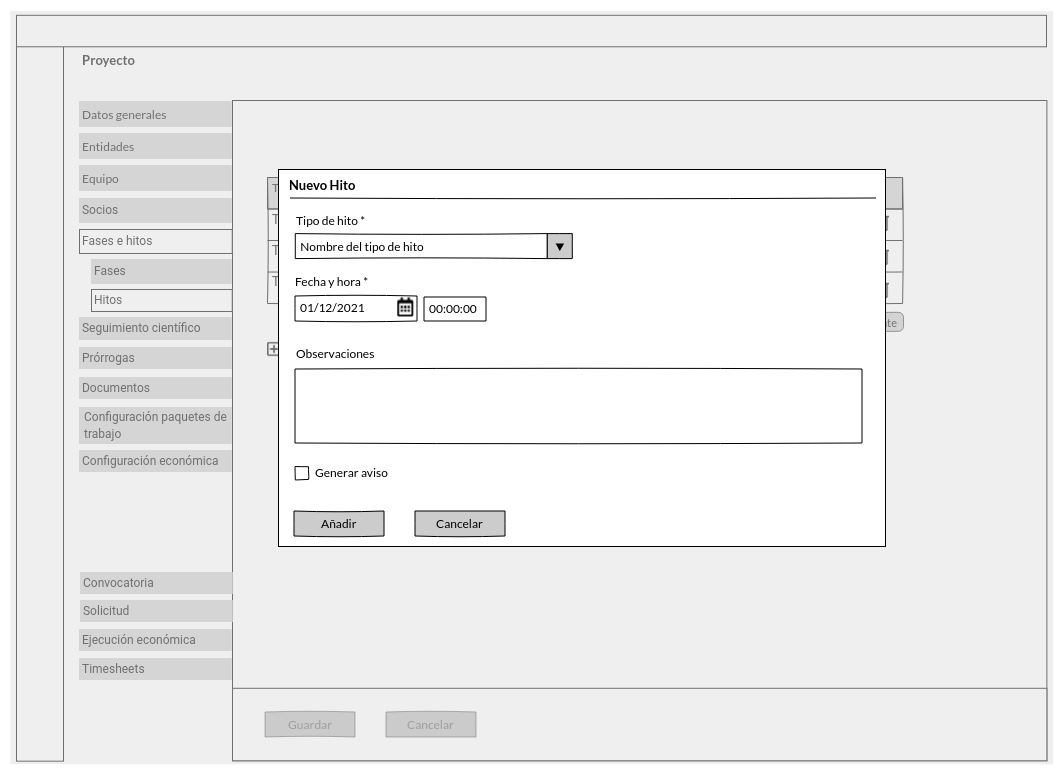 Proyecto
Datos generales
Entidades
Equipo
Socios
Fases e hitos
Fases
Hitos
Seguimiento científico
Prórrogas
Documentos
Configuración paquetes de
trabajo
Configuración económica
Convocatoria
Solicitud
Ejecución económica
Timesheets
Nuevo Hito
Tipo de hito *
Nombre del tipo de hito
Fecha y hora *
01/12/2021 00:00:00
Observaciones
Generar aviso
Añadir Cancelar
Guardar Cancelar